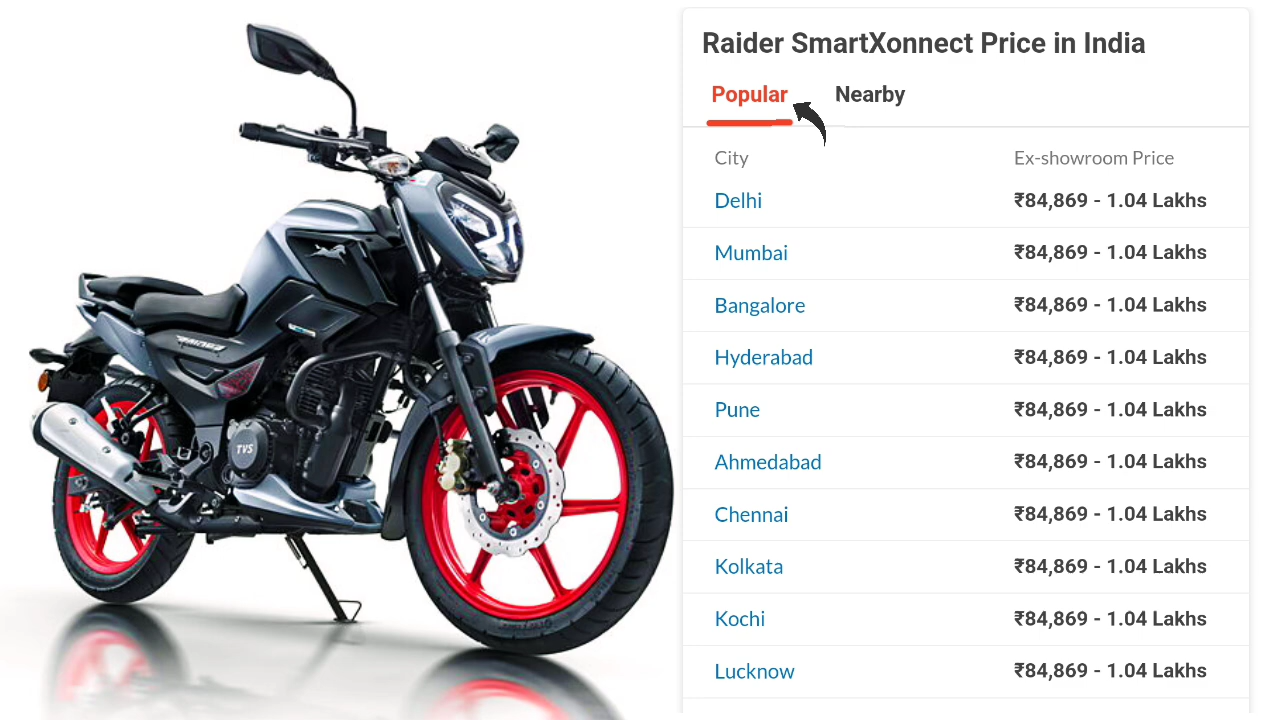 Raider SmartXonnect Price in India
Popular Nearby
City Ex-showroom Price
Delhi ₹84,869 - 1.04 Lakhs
Mumbai ₹84,869 - 1.04 Lakhs
Bangalore ₹84,869 - 1.04 Lakhs
Hyderabad ₹84,869 - 1.04 Lakhs
Pune ₹84,869 - 1.04 Lakhs
Ahmedabad ₹84,869 - 1.04 Lakhs
Chennai ₹84,869 - 1.04 Lakhs
Kolkata ₹84,869 - 1.04 Lakhs
Kochi ₹84,869 - 1.04 Lakhs
Lucknow ₹84,869 - 1.04 Lakhs
TVS